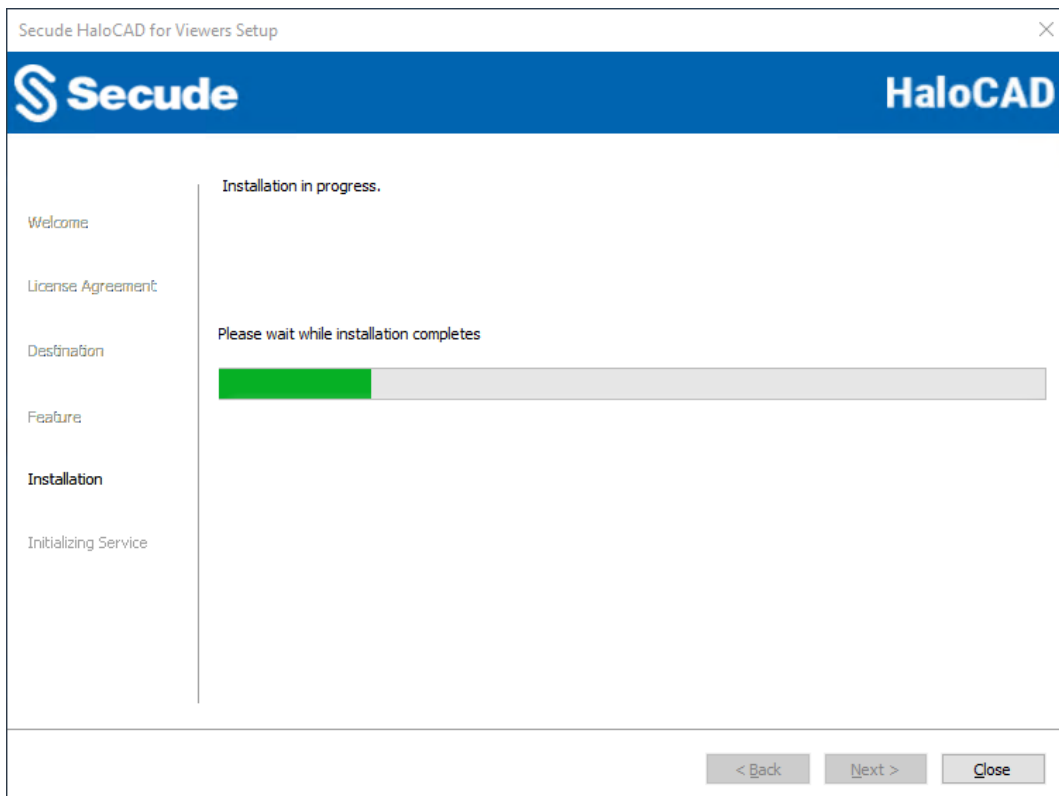 Secude HaloCAD for Viewers Setup
Secude
HaloCAD
Installation in progress.
Welcome
License Agreement
Please wait while installation completes
Destination
Feature
Installation
Initializing Service
< Back
Next >
Close